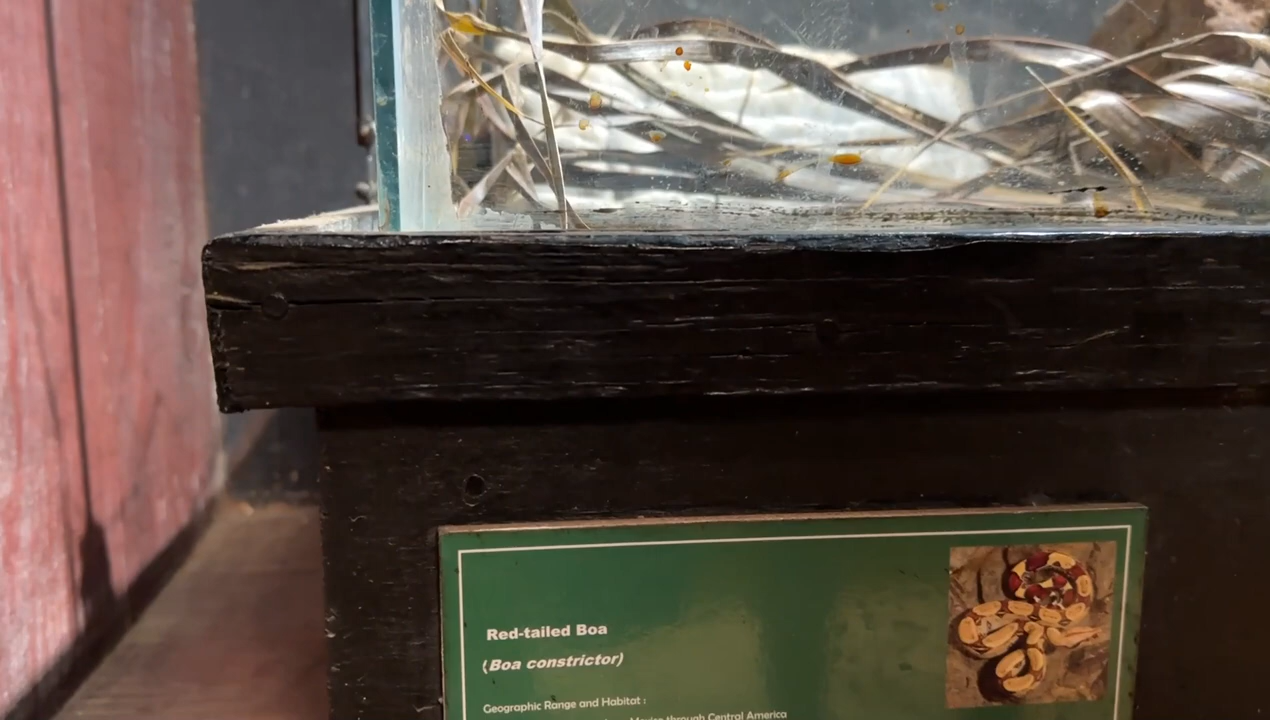 Red-tailed Boa
(Boa constrictor)
Geographic Range and Habitat :
Mexico through Central America